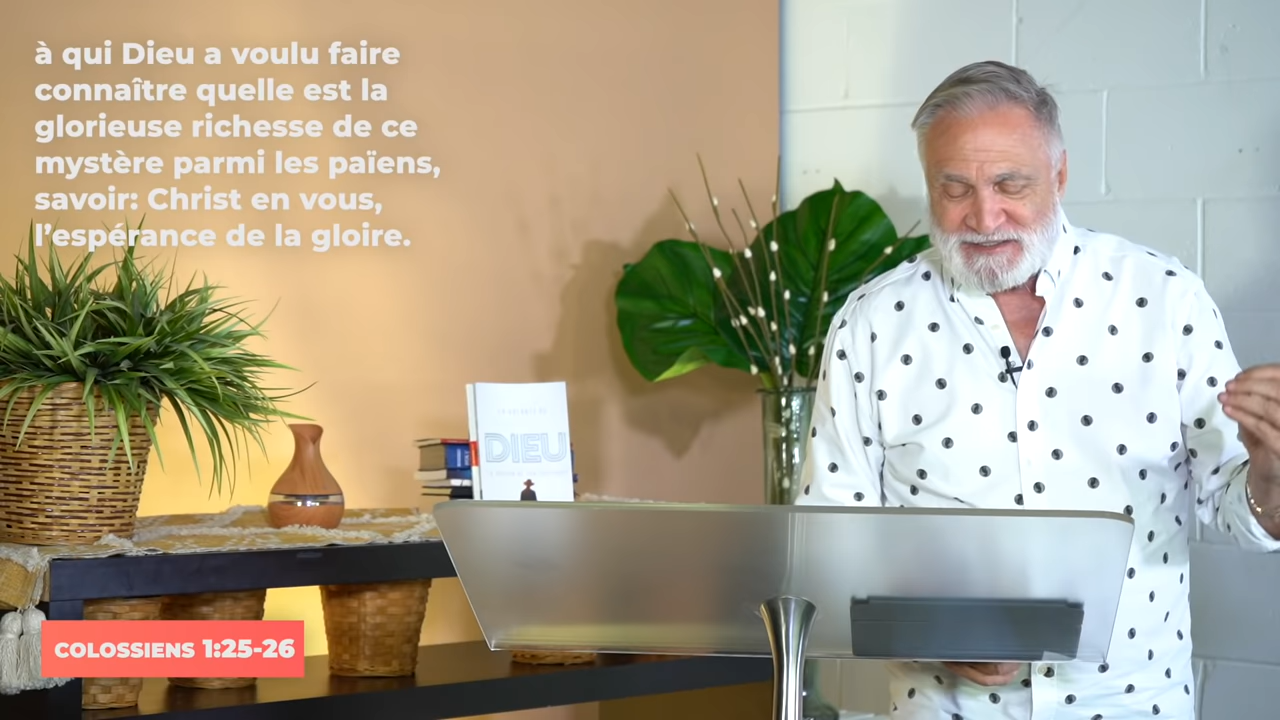 à qui Dieu a voulu faire
connaître quelle est la
glorieuse richesse de ce
mystère parmi les païens,
savoir: Christ en vous,
l’espérance de la gloire.
DIEU
COLOSSIENS 1:25-26